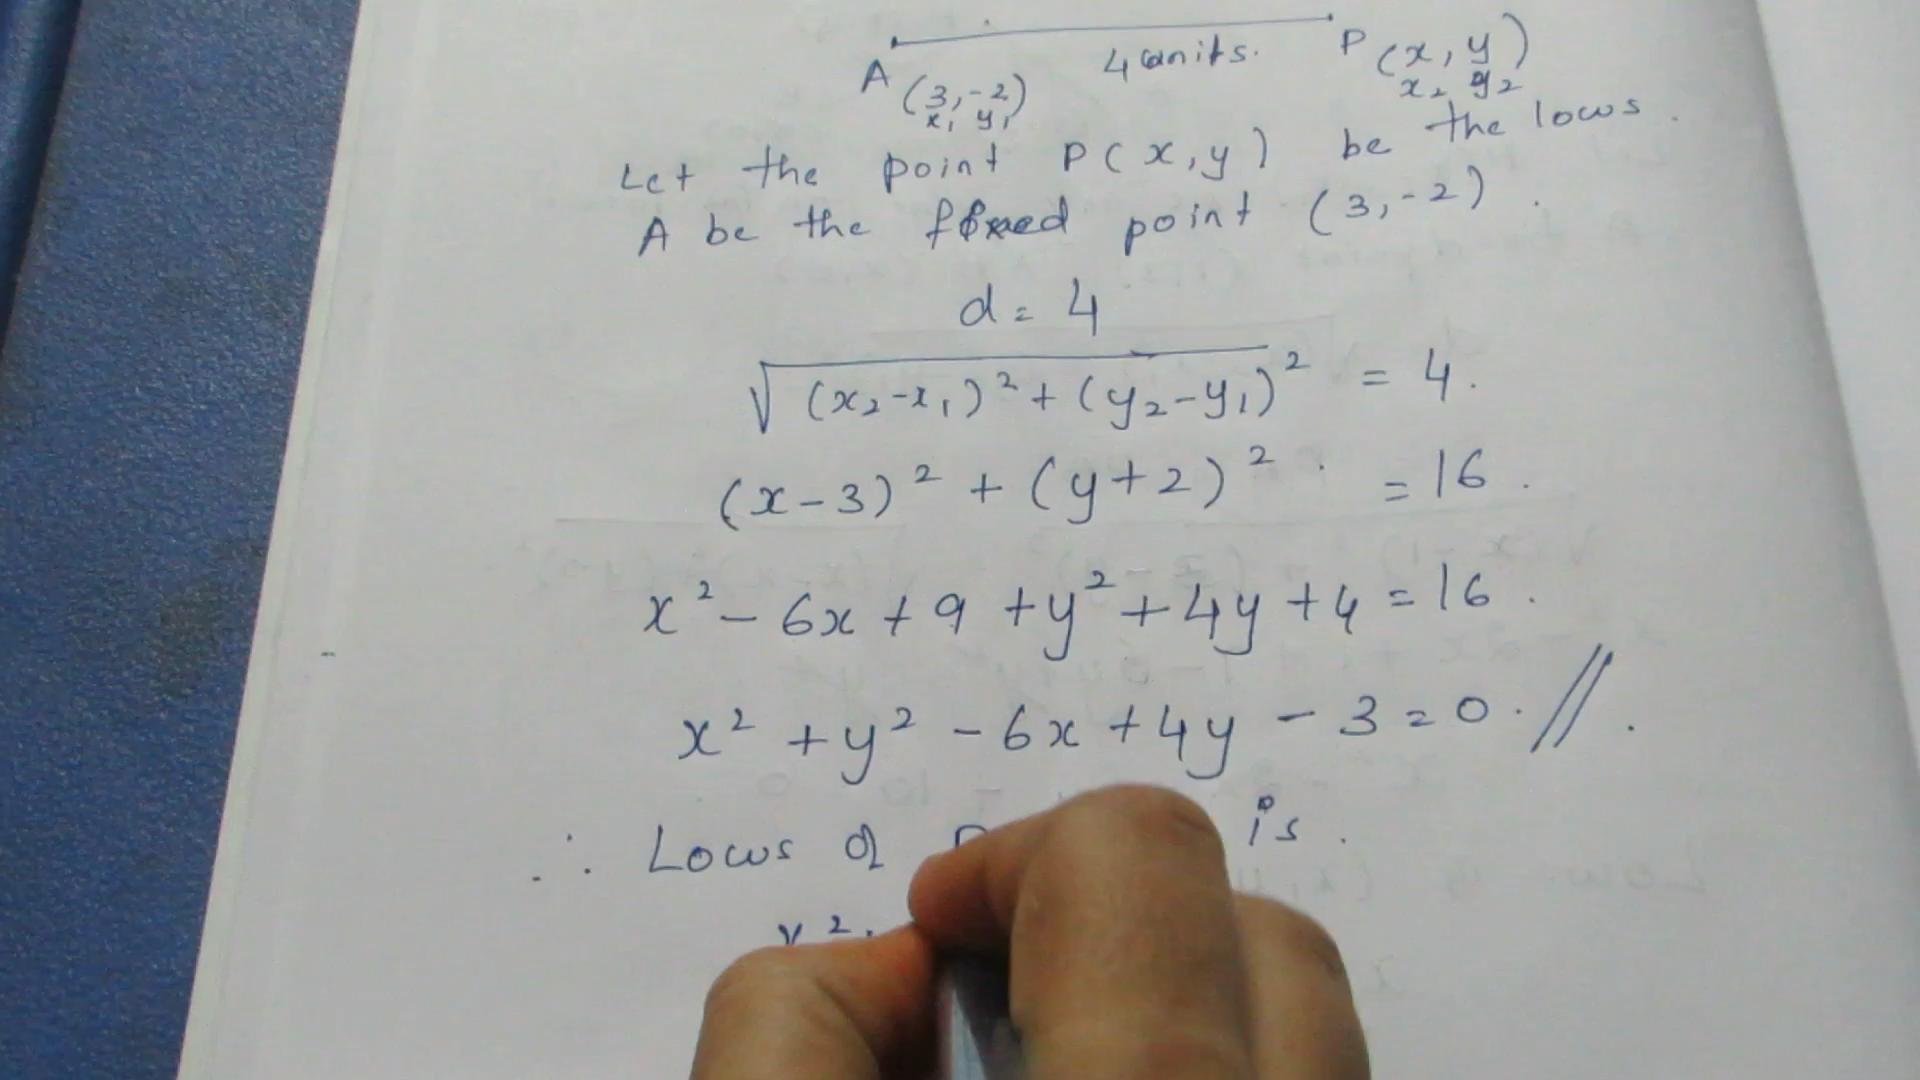 4 units.
A (3, -2) P (x, y)
x₁ y₁ x₂ y₂
Let the point P(x, y) be the locus.
A be the fixed point (3, -2).
d = 4
√(x₂-x₁)² + (y₂-y₁)² = 4.
(x-3)² + (y+2)² = 16.
x² - 6x + 9 + y² + 4y + 4 = 16.
x² + y² - 6x + 4y - 3 = 0. //.
∴ Locus of is.
x²